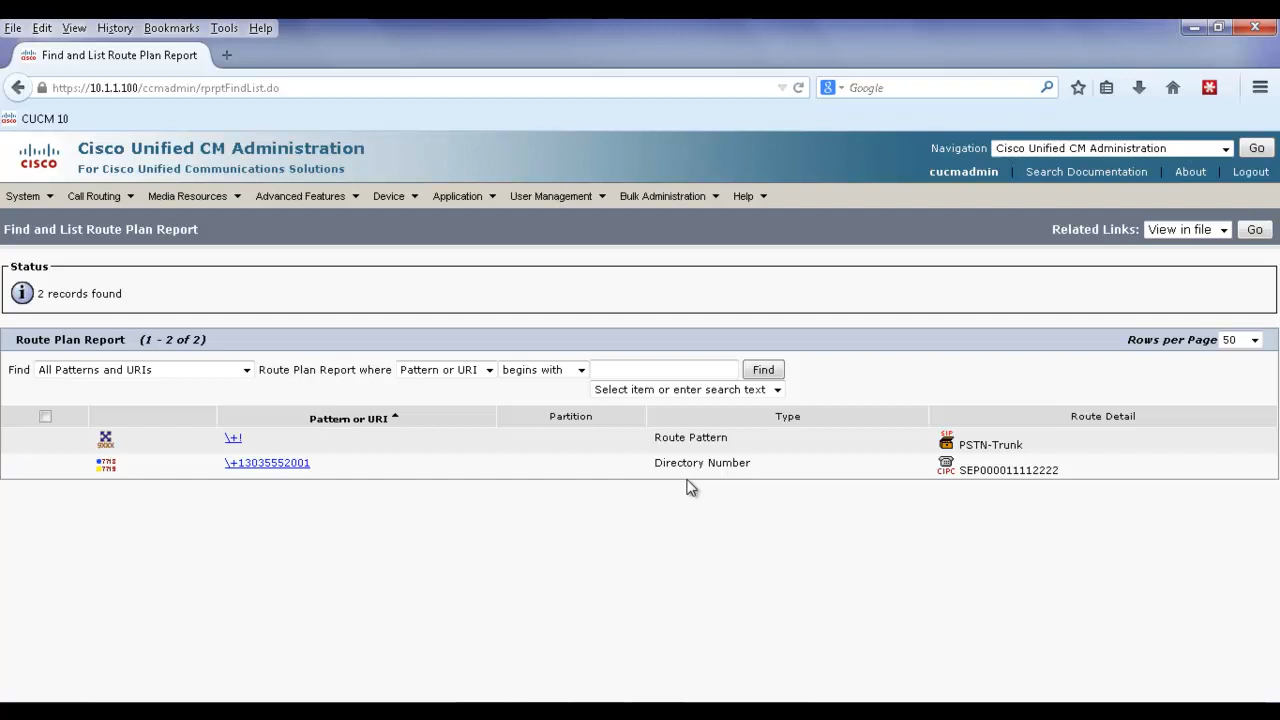 File Edit View History Bookmarks Tools Help
Find and List Route Plan Report
https://10.1.1.100/ccmadmin/rprptFindList.do
Google
CUCM 10
CISCO
Cisco Unified CM Administration
For Cisco Unified Communications Solutions
Navigation Cisco Unified CM Administration Go
cucmadmin Search Documentation About Logout
System Call Routing Media Resources Advanced Features Device Application User Management Bulk Administration Help
Find and List Route Plan Report
Related Links: View in file Go
Status
2 records found
Route Plan Report (1 - 2 of 2)
Rows per Page 50
Find All Patterns and URIs Route Plan Report where Pattern or URI begins with Find
Select item or enter search text
Pattern or URI Partition Type Route Detail
9XXX \+! Route Pattern SIP PSTN-Trunk
\+13035552001 Directory Number CIPC SEP000011112222